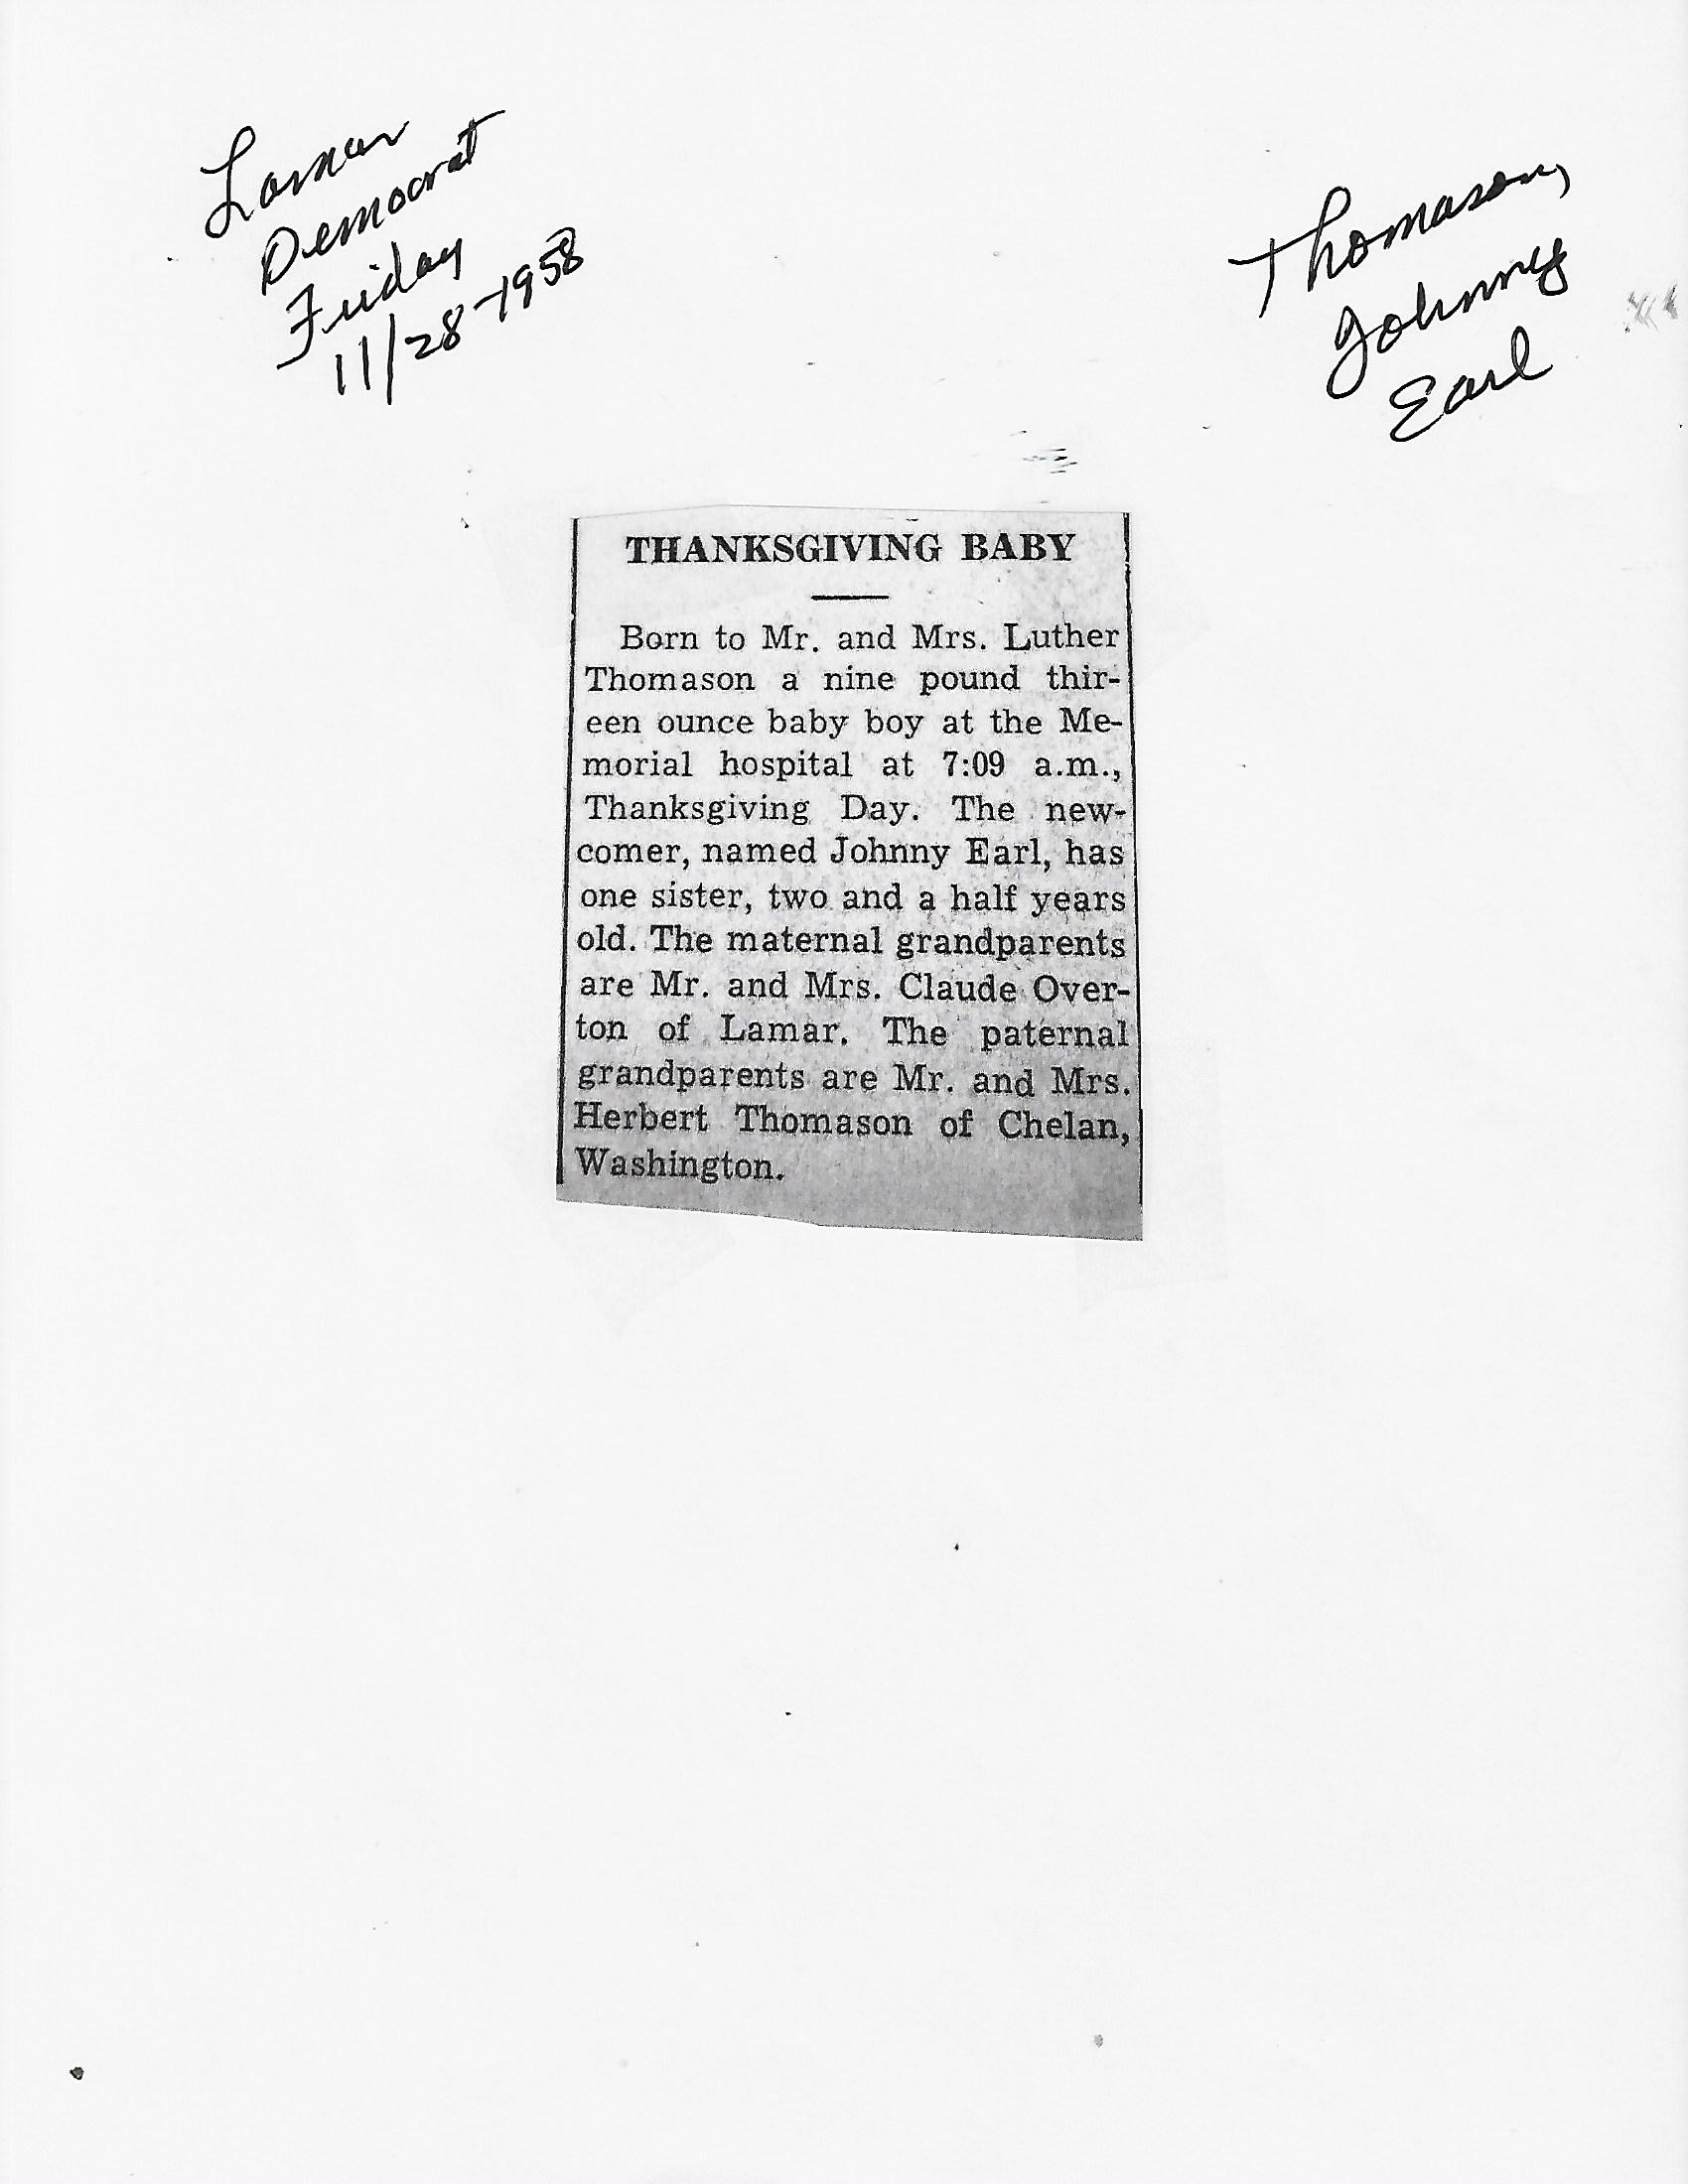 Lamar
Democrat
Friday
11/28-1958
Thomason,
Johnny
Earl
THANKSGIVING BABY
Born to Mr. and Mrs. Luther
Thomason a nine pound thir-
een ounce baby boy at the Me-
morial hospital at 7:09 a.m.,
Thanksgiving Day. The new-
comer, named Johnny Earl, has
one sister, two and a half years
old. The maternal grandparents
are Mr. and Mrs. Claude Over-
ton of Lamar. The paternal
grandparents are Mr. and Mrs.
Herbert Thomason of Chelan,
Washington.